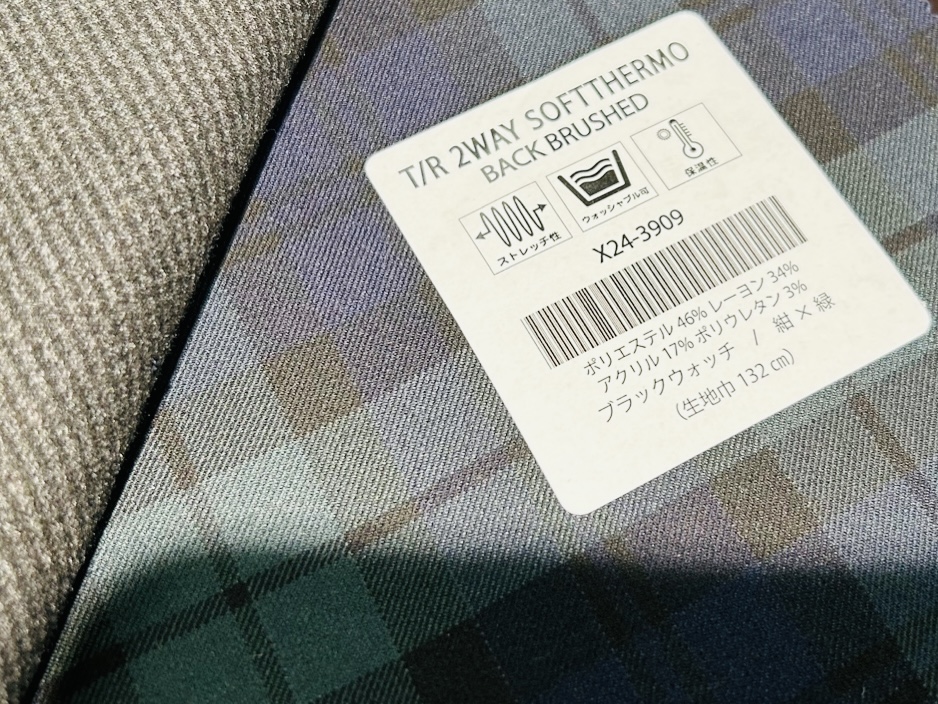 T/R 2WAY SOFTTHERMO
BACK BRUSHED
ストレッチ性
ウォッシャブル可
保温性
X24-3909
ポリエステル 46% レーヨン 34%
アクリル 17% ポリウレタン 3%
ブラックウォッチ / 紺 × 緑
(生地巾 132 cm)